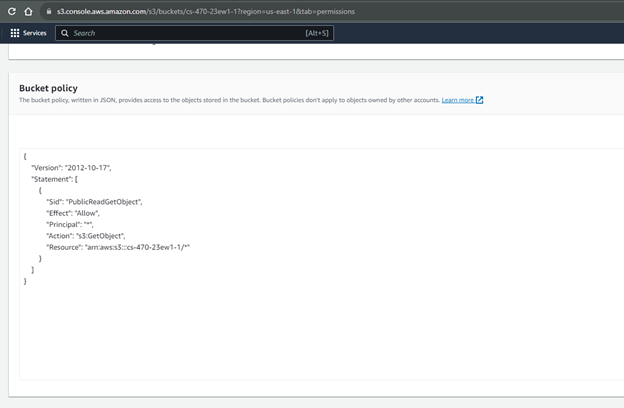 s3.console.aws.amazon.com/s3/buckets/cs-470-23ew1-1?region=us-east-1&tab=permissions
Services Search [Alt+S]
Bucket policy
The bucket policy, written in JSON, provides access to the objects stored in the bucket. Bucket policies don't apply to objects owned by other accounts. Learn more
{
"Version": "2012-10-17",
"Statement": [
{
"Sid": "PublicReadGetObject",
"Effect": "Allow",
"Principal": "*",
"Action": "s3:GetObject",
"Resource": "arn:aws:s3:::cs-470-23ew1-1/*"
}
]
}